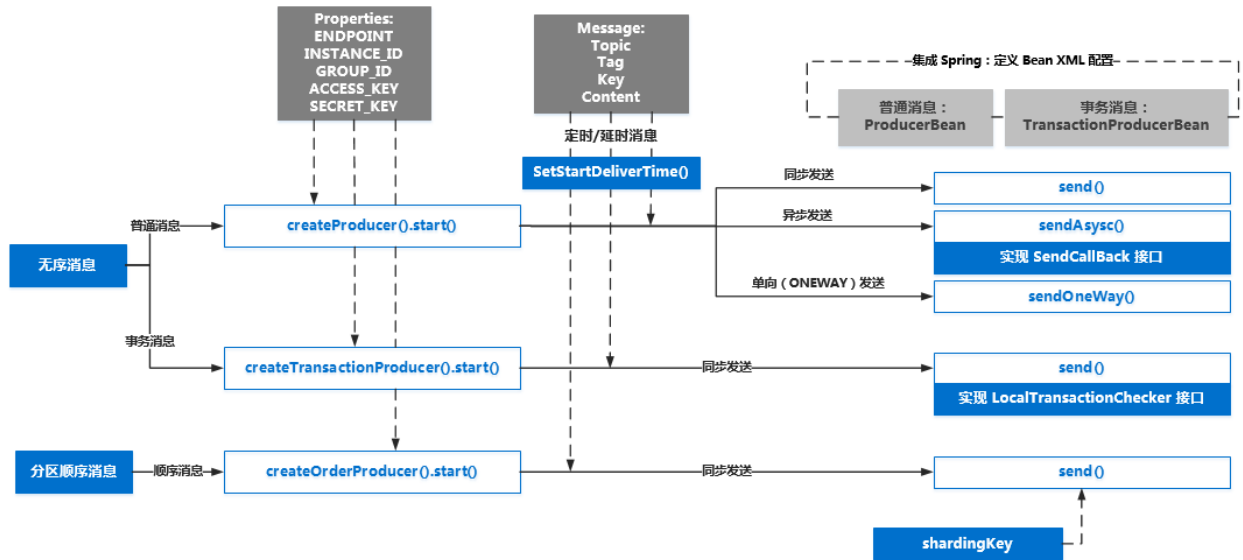 Properties:
ENDPOINT
INSTANCE_ID
GROUP_ID
ACCESS_KEY
SECRET_KEY
Message:
Topic
Tag
Key
Content
集成 Spring：定义 Bean XML 配置
普通消息：
ProducerBean
事务消息：
TransactionProducerBean
定时/延时消息
SetStartDeliverTime()
同步发送
send()
普通消息
createProducer().start()
异步发送
sendAsysc()
实现 SendCallBack 接口
无序消息
单向（ONEWAY）发送
sendOneWay()
事务消息
createTransactionProducer().start()
同步发送
send()
实现 LocalTransactionChecker 接口
分区顺序消息
顺序消息
createOrderProducer().start()
同步发送
send()
shardingKey